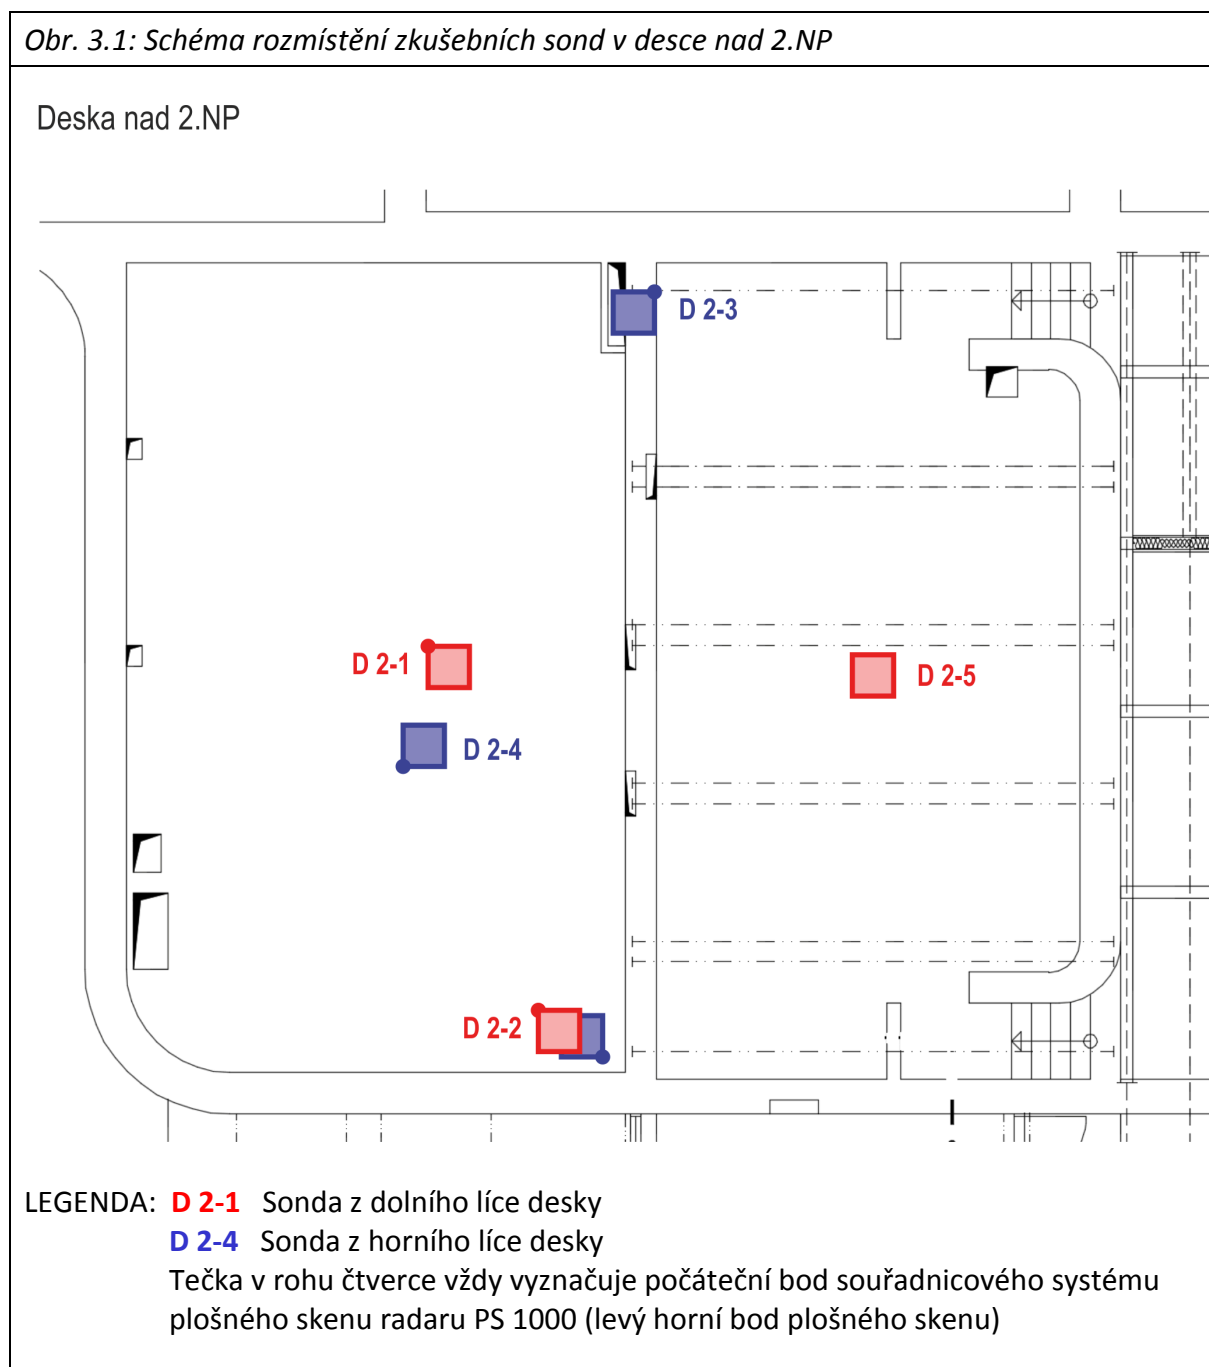 Obr. 3.1: Schéma rozmístění zkušebních sond v desce nad 2.NP
Deska nad 2.NP
D 2-3
D 2-1
D 2-5
D 2-4
D 2-2
LEGENDA: D 2-1 Sonda z dolního líce desky
D 2-4 Sonda z horního líce desky
Tečka v rohu čtverce vždy vyznačuje počáteční bod souřadnicového systému
plošného skenu radaru PS 1000 (levý horní bod plošného skenu)